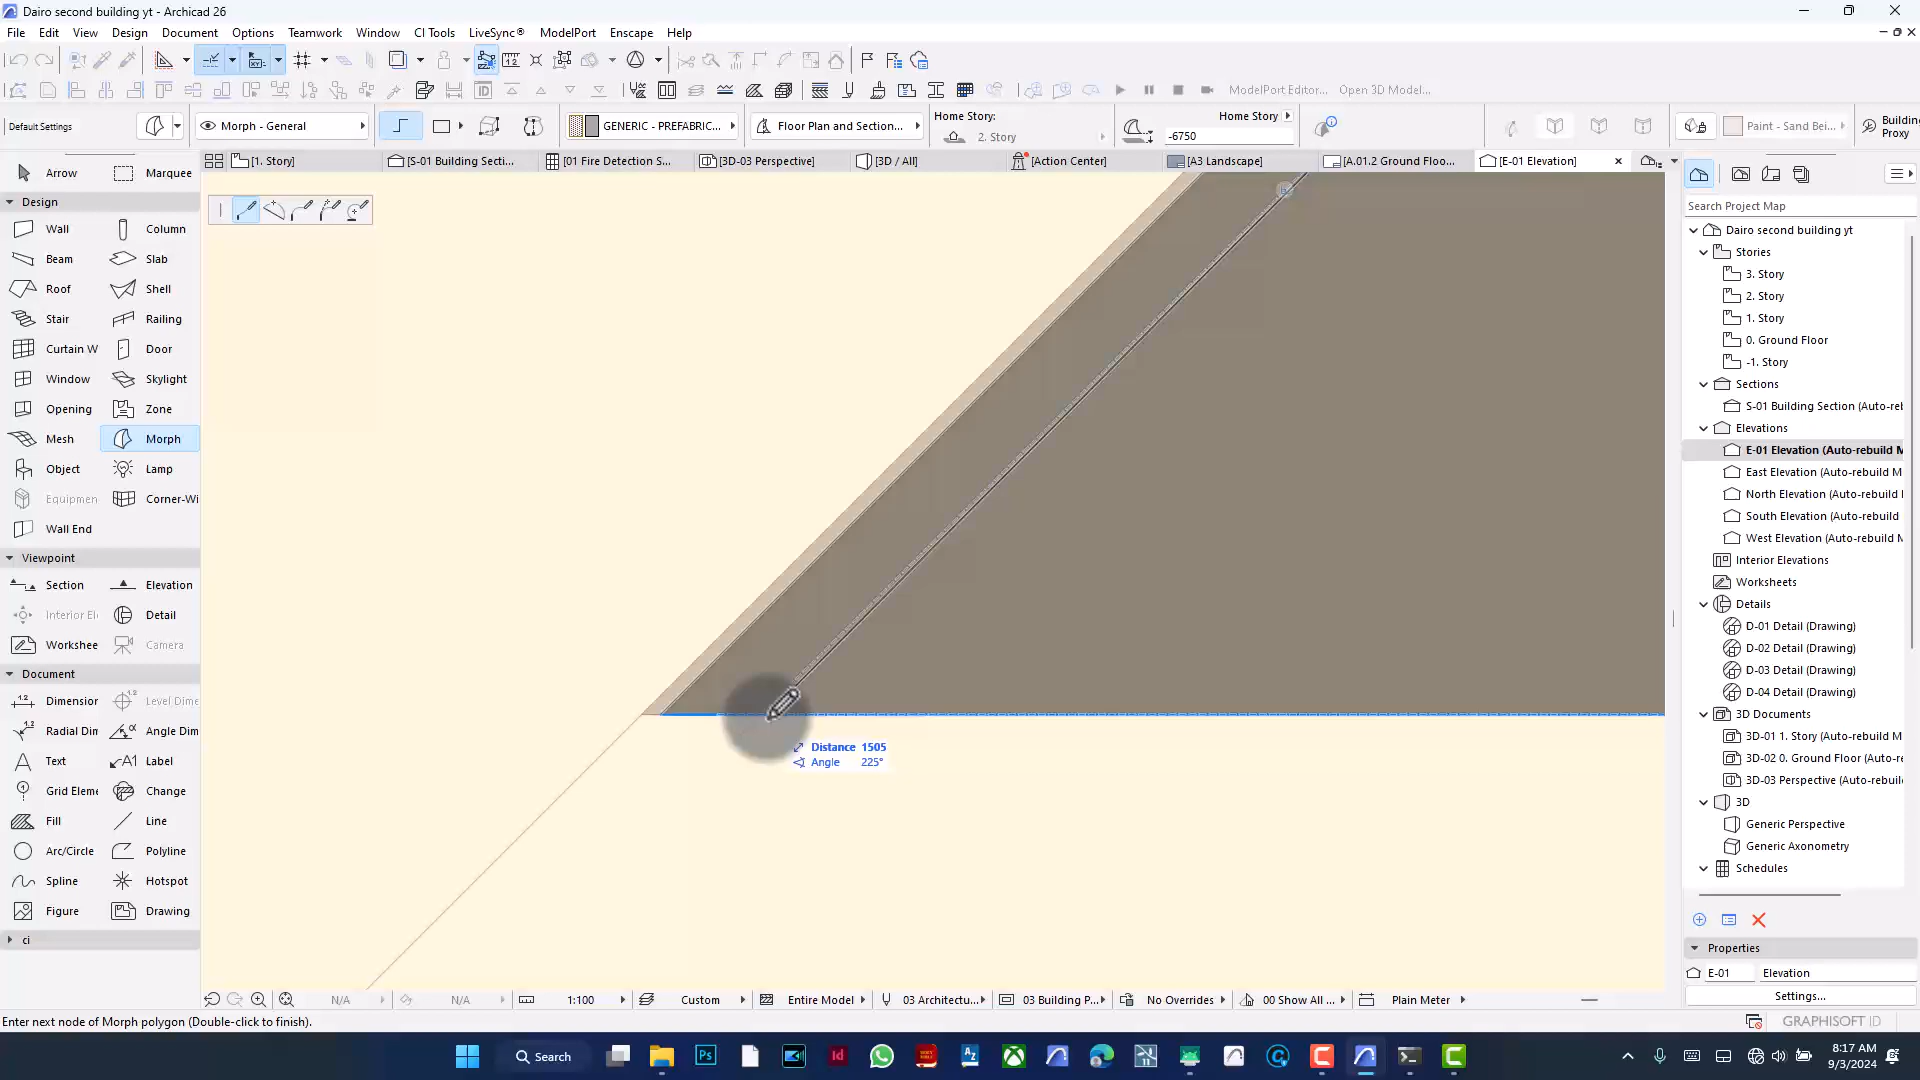 Dairo second building yt - Archicad 26
File Edit View Design Document Options Teamwork Window CI Tools LiveSync® ModelPort Enscape Help
ModelPort Editor... Open 3D Model...
Default Settings
Morph - General
GENERIC - PREFABRIC...
Floor Plan and Section...
Home Story:
2. Story
Home Story
-6750
Paint - Sand Bei...
Building
Proxy
[1. Story]
[S-01 Building Secti...
[01 Fire Detection S...
[3D-03 Perspective]
[3D / All]
[Action Center]
[A3 Landscape]
[A.01.2 Ground Floo...
[E-01 Elevation]
Arrow Marquee
Design
Wall Column
Beam Slab
Roof Shell
Stair Railing
Curtain W Door
Window Skylight
Opening Zone
Mesh Morph
Object Lamp
Equipmen Corner-Wi
Wall End
Viewpoint
Section Elevation
Interior El Detail
Workshee Camera
Document
Dimension Level Dime
Radial Dim Angle Dim
Text Label
Grid Eleme Change
Fill Line
Arc/Circle Polyline
Spline Hotspot
Figure Drawing
ci
Distance 1505
Angle 225°
Search Project Map
Dairo second building yt
Stories
3. Story
2. Story
1. Story
0. Ground Floor
-1. Story
Sections
S-01 Building Section (Auto-rel
Elevations
E-01 Elevation (Auto-rebuild M
East Elevation (Auto-rebuild M
North Elevation (Auto-rebuild
South Elevation (Auto-rebuild
West Elevation (Auto-rebuild M
Interior Elevations
Worksheets
Details
D-01 Detail (Drawing)
D-02 Detail (Drawing)
D-03 Detail (Drawing)
D-04 Detail (Drawing)
3D Documents
3D-01 1. Story (Auto-rebuild M
3D-02 0. Ground Floor (Auto-re
3D-03 Perspective (Auto-rebuil
3D
Generic Perspective
Generic Axonometry
Schedules
Properties
E-01 Elevation
Settings...
N/A N/A 1:100 Custom Entire Model 03 Architectu... 03 Building P... No Overrides 00 Show All ... Plain Meter
Enter next node of Morph polygon (Double-click to finish).
GRAPHISOFT ID
Search
8:17 AM
9/3/2024